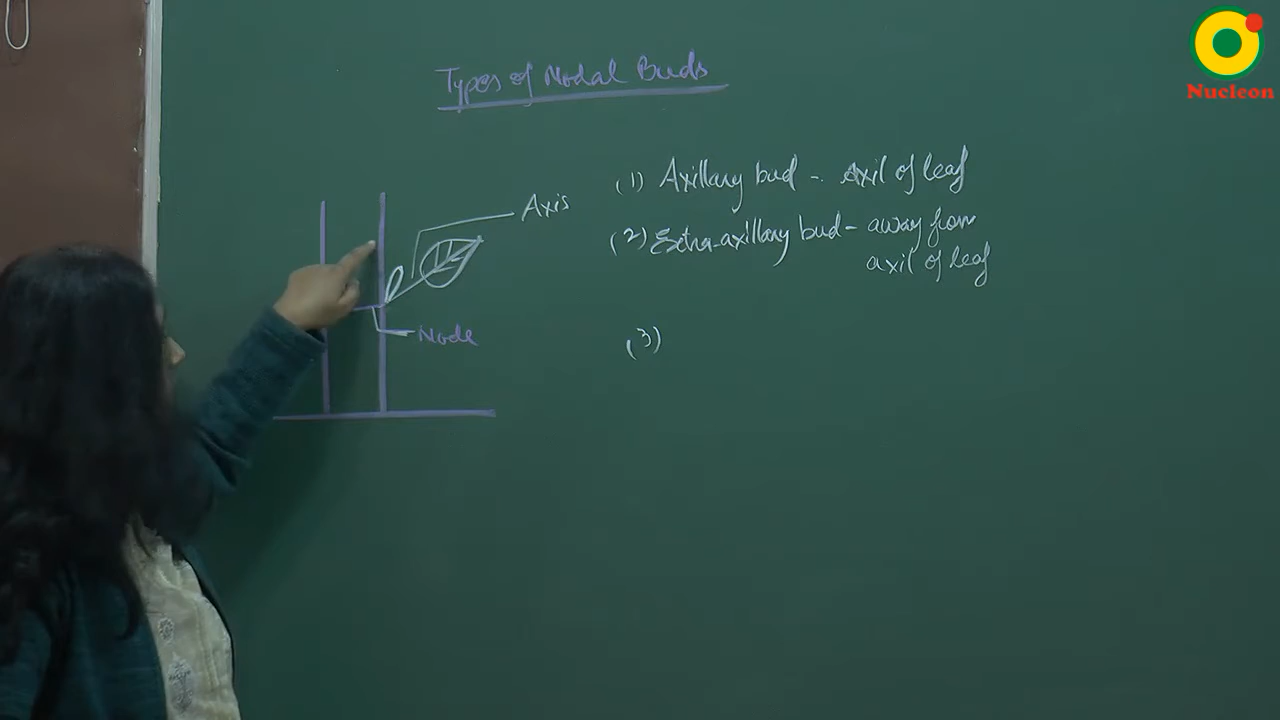 Nucleon
Types of Nodal Buds
(1) Axillary bud - Axil of leaf
Axis
(2) Extra-axillary bud - away from
axil of leaf
Node
(3)